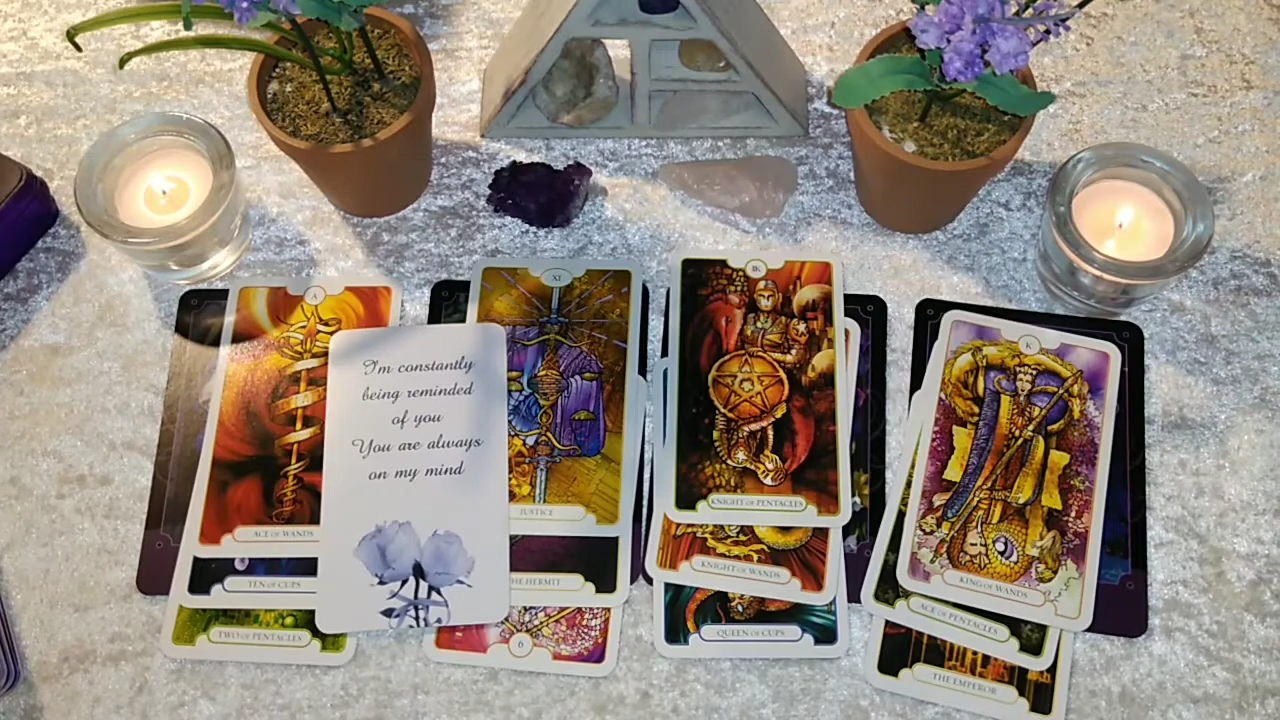 A
ACE OF WANDS
TEN OF CUPS
TWO OF PENTACLES
I'm constantly
being reminded
of you
You are always
on my mind
XI
JUSTICE
THE HERMIT
6
KNIGHT OF PENTACLES
KNIGHT OF WANDS
QUEEN OF CUPS
K
KING OF WANDS
ACE OF PENTACLES
THE EMPEROR